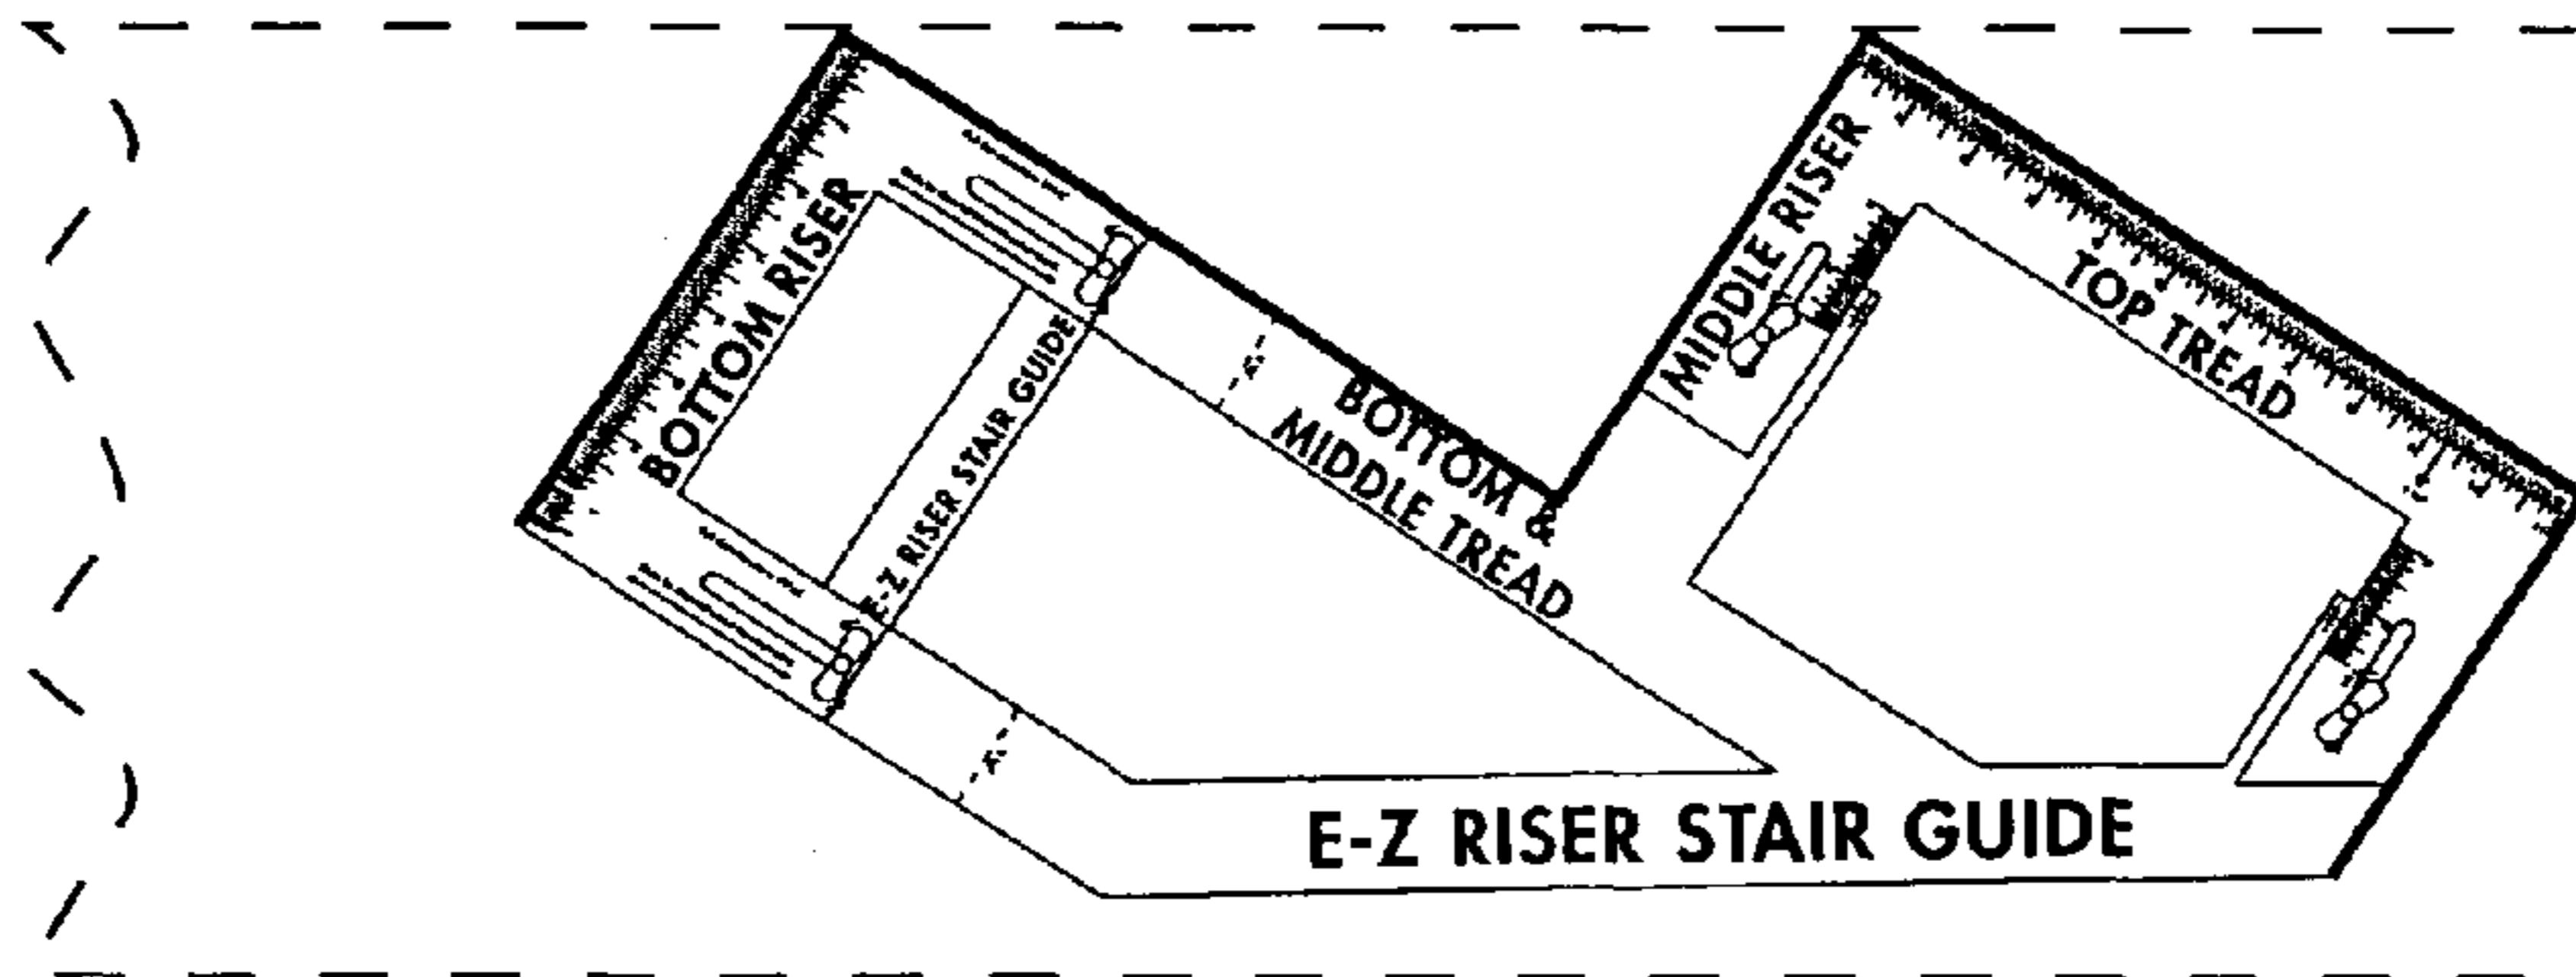 BOTTOM RISER
E-Z RISER STAIR GUIDE
BOTTOM &
MIDDLE TREAD
MIDDLE RISER
TOP TREAD
E-Z RISER STAIR GUIDE